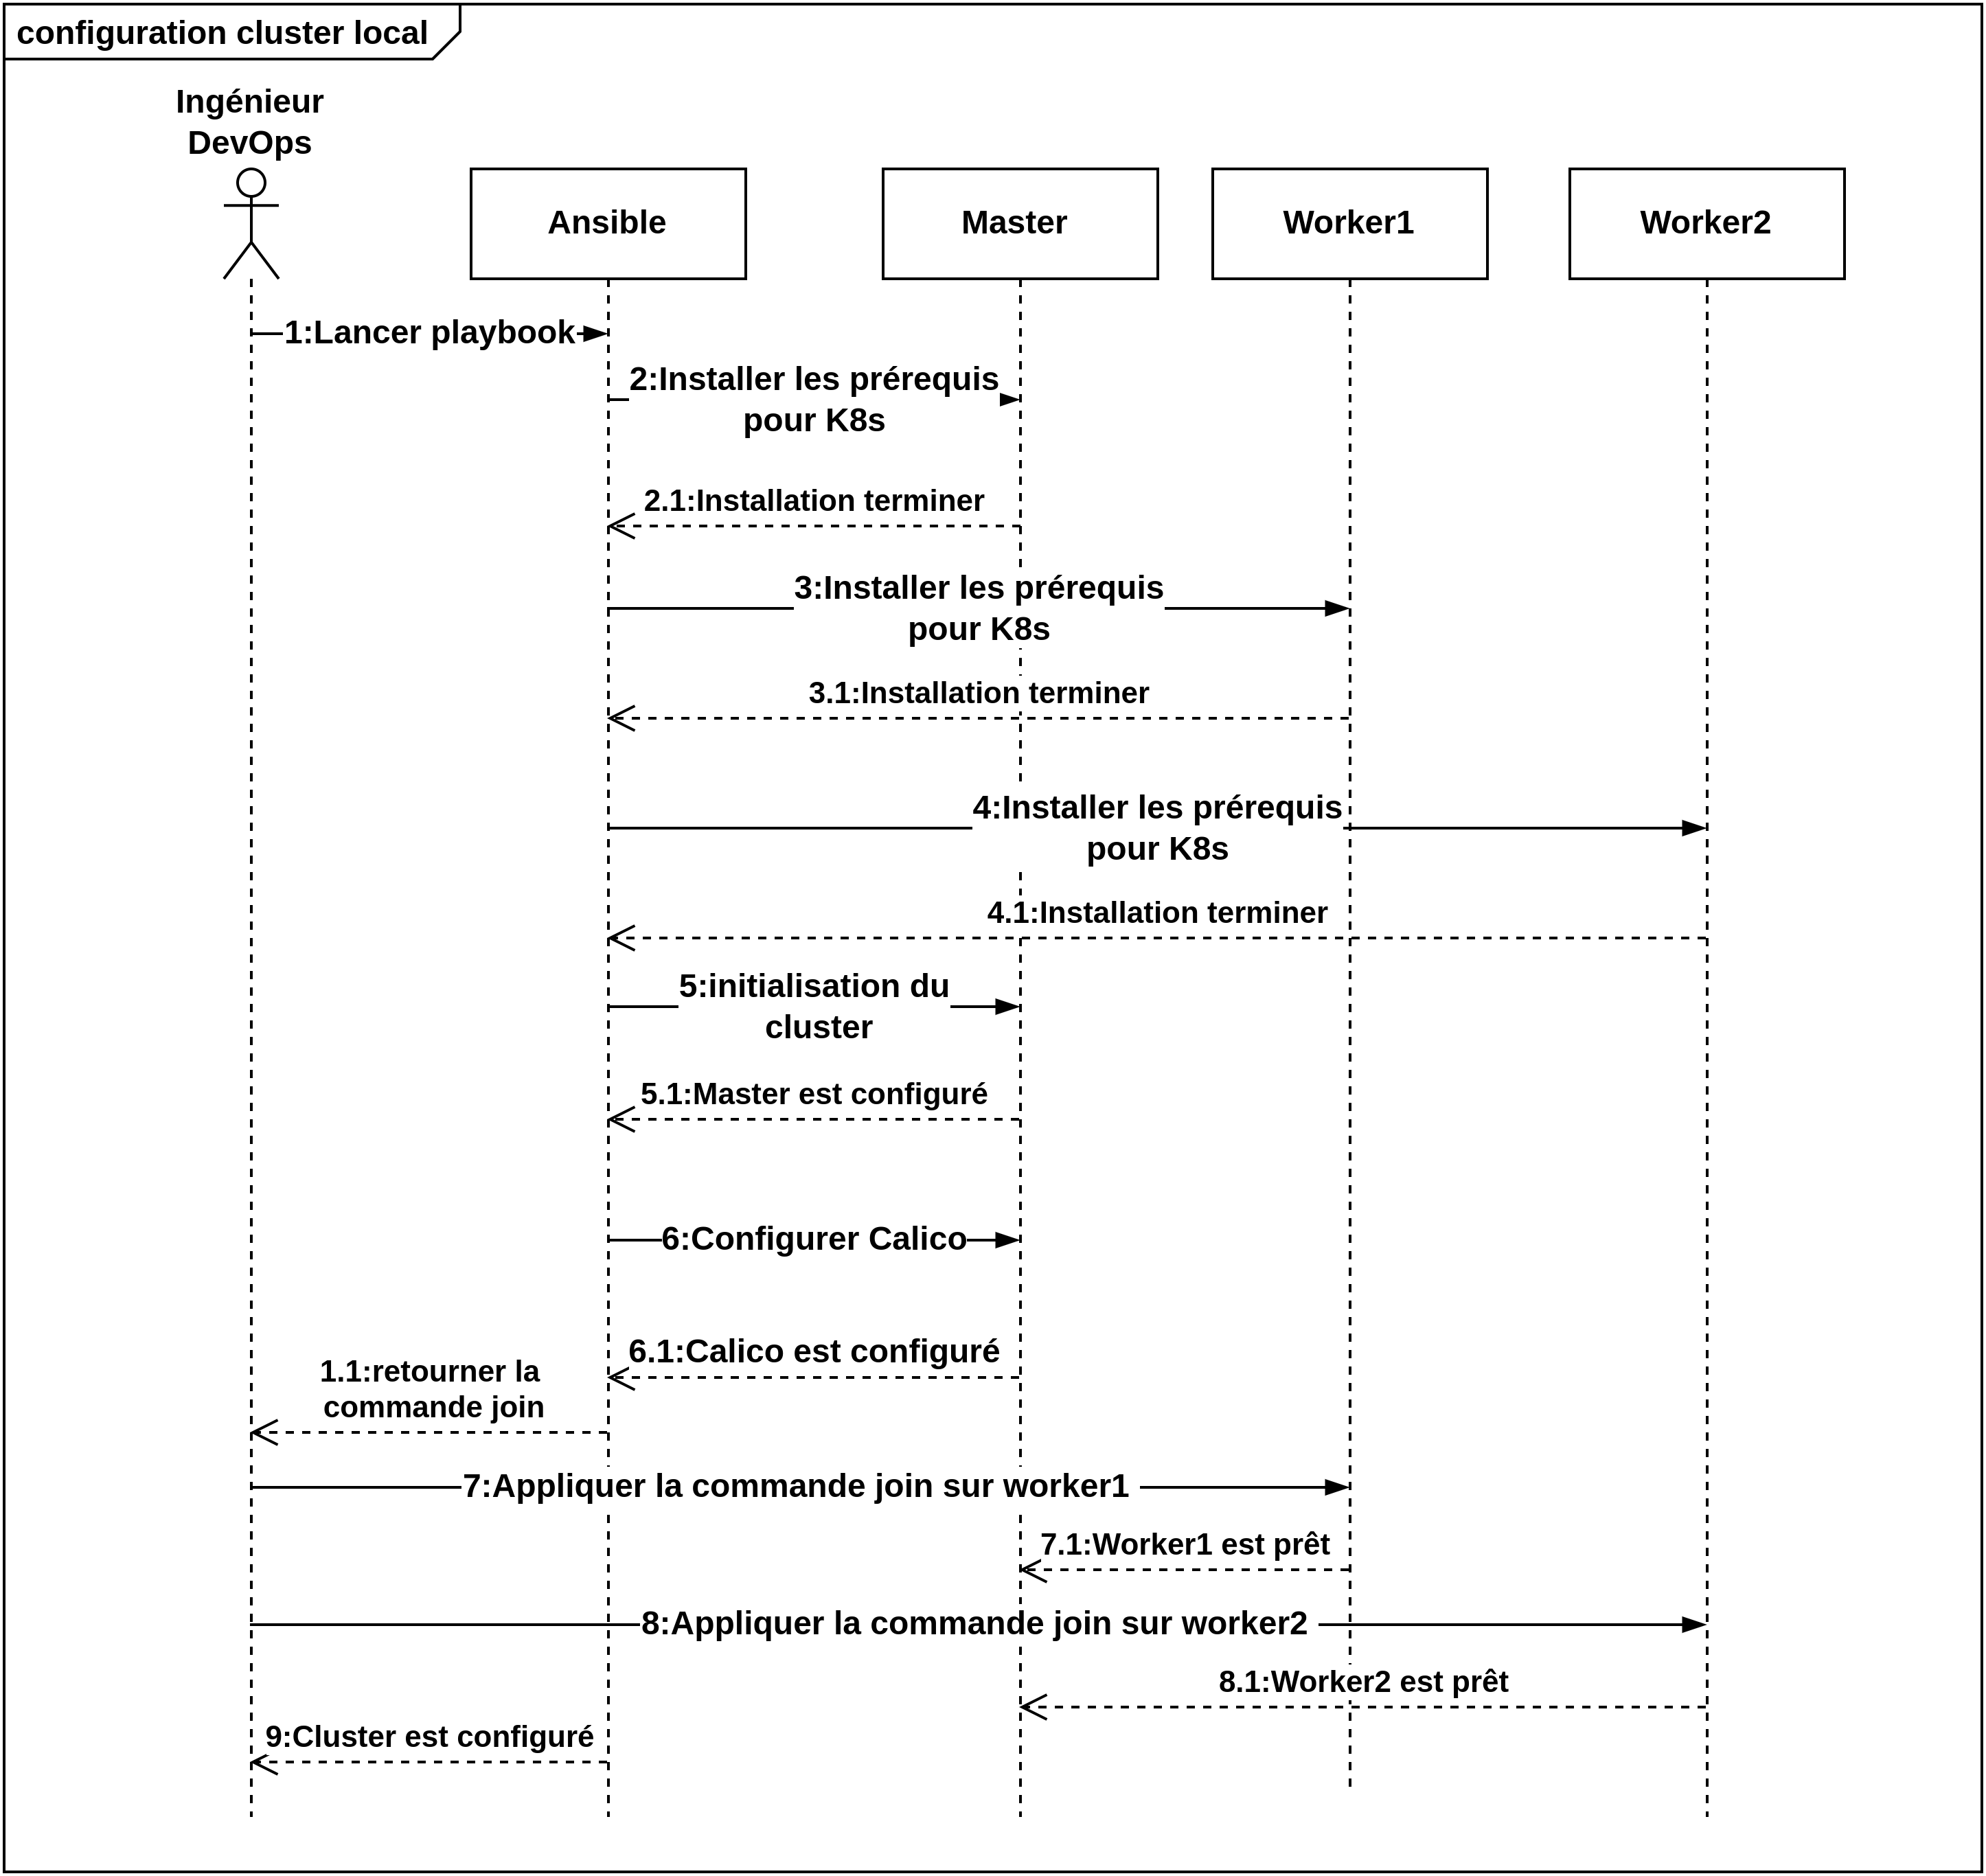 configuration cluster local
Ingénieur
DevOps
Ansible
Master
Worker1
Worker2
1:Lancer playbook
2:Installer les prérequis
pour K8s
2.1:Installation terminer
3:Installer les prérequis
pour K8s
3.1:Installation terminer
4:Installer les prérequis
pour K8s
4.1:Installation terminer
5:initialisation du
cluster
5.1:Master est configuré
6:Configurer Calico
6.1:Calico est configuré
1.1:retourner la
commande join
7:Appliquer la commande join sur worker1
7.1:Worker1 est prêt
8:Appliquer la commande join sur worker2
8.1:Worker2 est prêt
9:Cluster est configuré